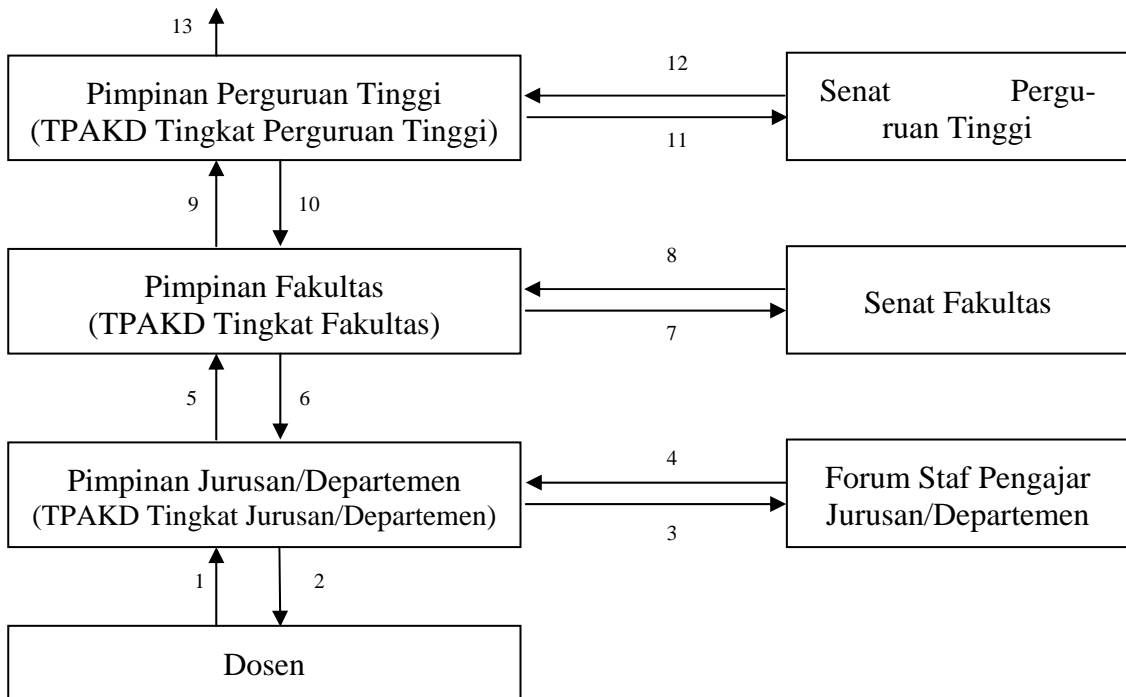 13
Pimpinan Perguruan Tinggi
(TPAKD Tingkat Perguruan Tinggi)
12
11
Senat Pergu-
ruan Tinggi
9
10
Pimpinan Fakultas
(TPAKD Tingkat Fakultas)
8
7
Senat Fakultas
5
6
Pimpinan Jurusan/Departemen
(TPAKD Tingkat Jurusan/Departemen)
4
3
Forum Staf Pengajar
Jurusan/Departemen
1
2
Dosen